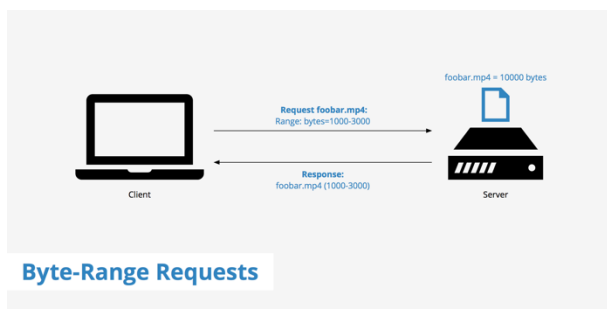 foobar.mp4 = 10000 bytes
Request foobar.mp4:
Range: bytes=1000-3000
Response:
foobar.mp4 (1000-3000)
Client
Server
Byte-Range Requests